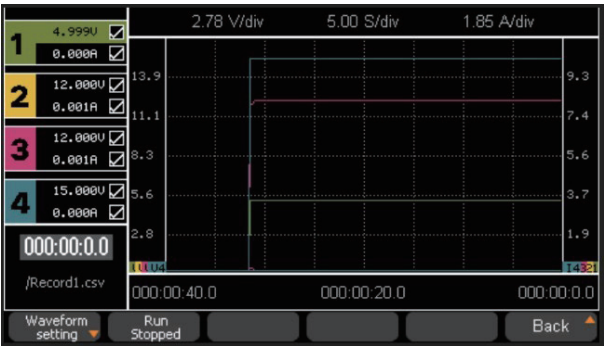 2.78 V/div 5.00 S/div 1.85 A/div
1 4.999V
0.000A
2 12.000V
0.001A
3 12.000V
0.001A
4 15.000V
0.000A
13.9 9.3
11.1 7.4
8.3 5.6
5.6 3.7
2.8 1.9
000:00:0.0
/Record1.csv
000:00:40.0 000:00:20.0 000:00:0.0
Waveform
setting
Run
Stopped
Back